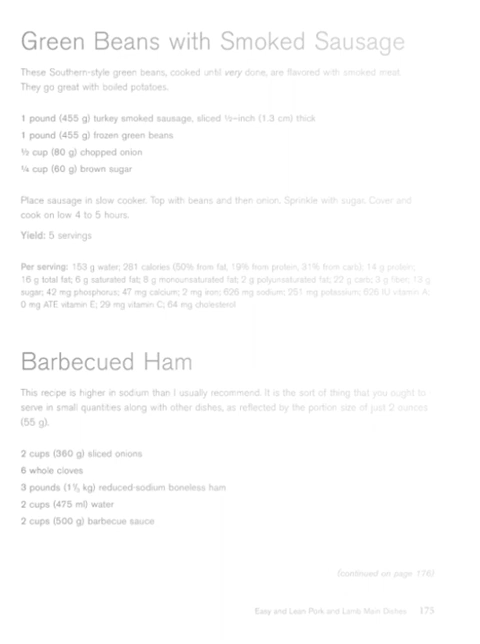 Green Beans with Smoked Sausage
These Southern-style green beans, cooked until very done, are flavored with smoked meat.
They go great with boiled potatoes.
1 pound (455 g) turkey smoked sausage, sliced ½-inch (1.3 cm) thick
1 pound (455 g) frozen green beans
½ cup (80 g) chopped onion
¼ cup (60 g) brown sugar
Place sausage in slow cooker. Top with beans and then onion. Sprinkle with sugar. Cover and
cook on low 4 to 5 hours.
Yield: 5 servings
Per serving: 153 g water; 281 calories (50% from fat, 19% from protein, 31% from carb); 14 g protein;
16 g total fat; 6 g saturated fat; 8 g monounsaturated fat; 2 g polyunsaturated fat; 22 g carb; 3 g fiber; 13 g
sugar; 42 mg phosphorus; 47 mg calcium; 2 mg iron; 626 mg sodium; 251 mg potassium; 626 IU vitamin A;
0 mg ATE vitamin E; 29 mg vitamin C; 64 mg cholesterol
Barbecued Ham
This recipe is higher in sodium than I usually recommend. It is the sort of thing that you ought to
serve in small quantities along with other dishes, as reflected by the portion size of just 2 ounces
(55 g).
2 cups (360 g) sliced onions
6 whole cloves
3 pounds (1⅓ kg) reduced-sodium boneless ham
2 cups (475 ml) water
2 cups (500 g) barbecue sauce
(continued on page 176)
Easy and Lean Pork and Lamb Main Dishes 175